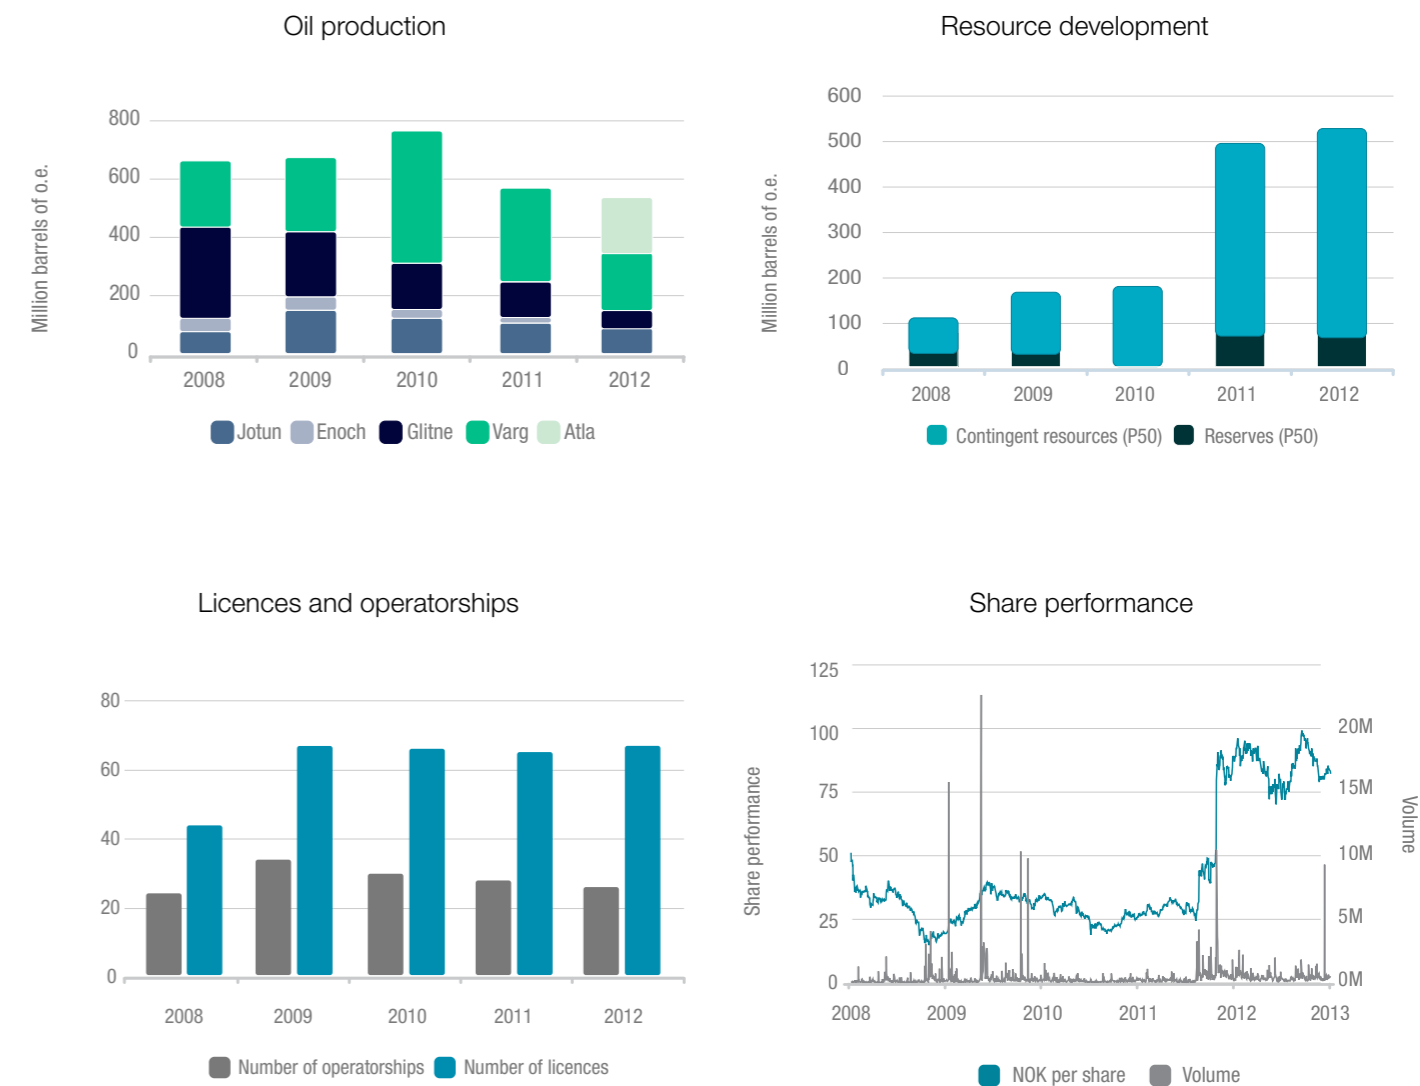 Oil production
Million barrels of o.e.
800
600
400
200
0
2008 2009 2010 2011 2012
Jotun Enoch Glitne Varg Atla
Resource development
Million barrels of o.e.
600
500
400
300
200
100
0
2008 2009 2010 2011 2012
Contingent resources (P50) Reserves (P50)
Licences and operatorships
80
60
40
20
0
2008 2009 2010 2011 2012
Number of operatorships Number of licences
Share performance
Share performance
125
100
75
50
25
0
20M
15M
10M
5M
0M
Volume
2008 2009 2010 2011 2012 2013
NOK per share Volume